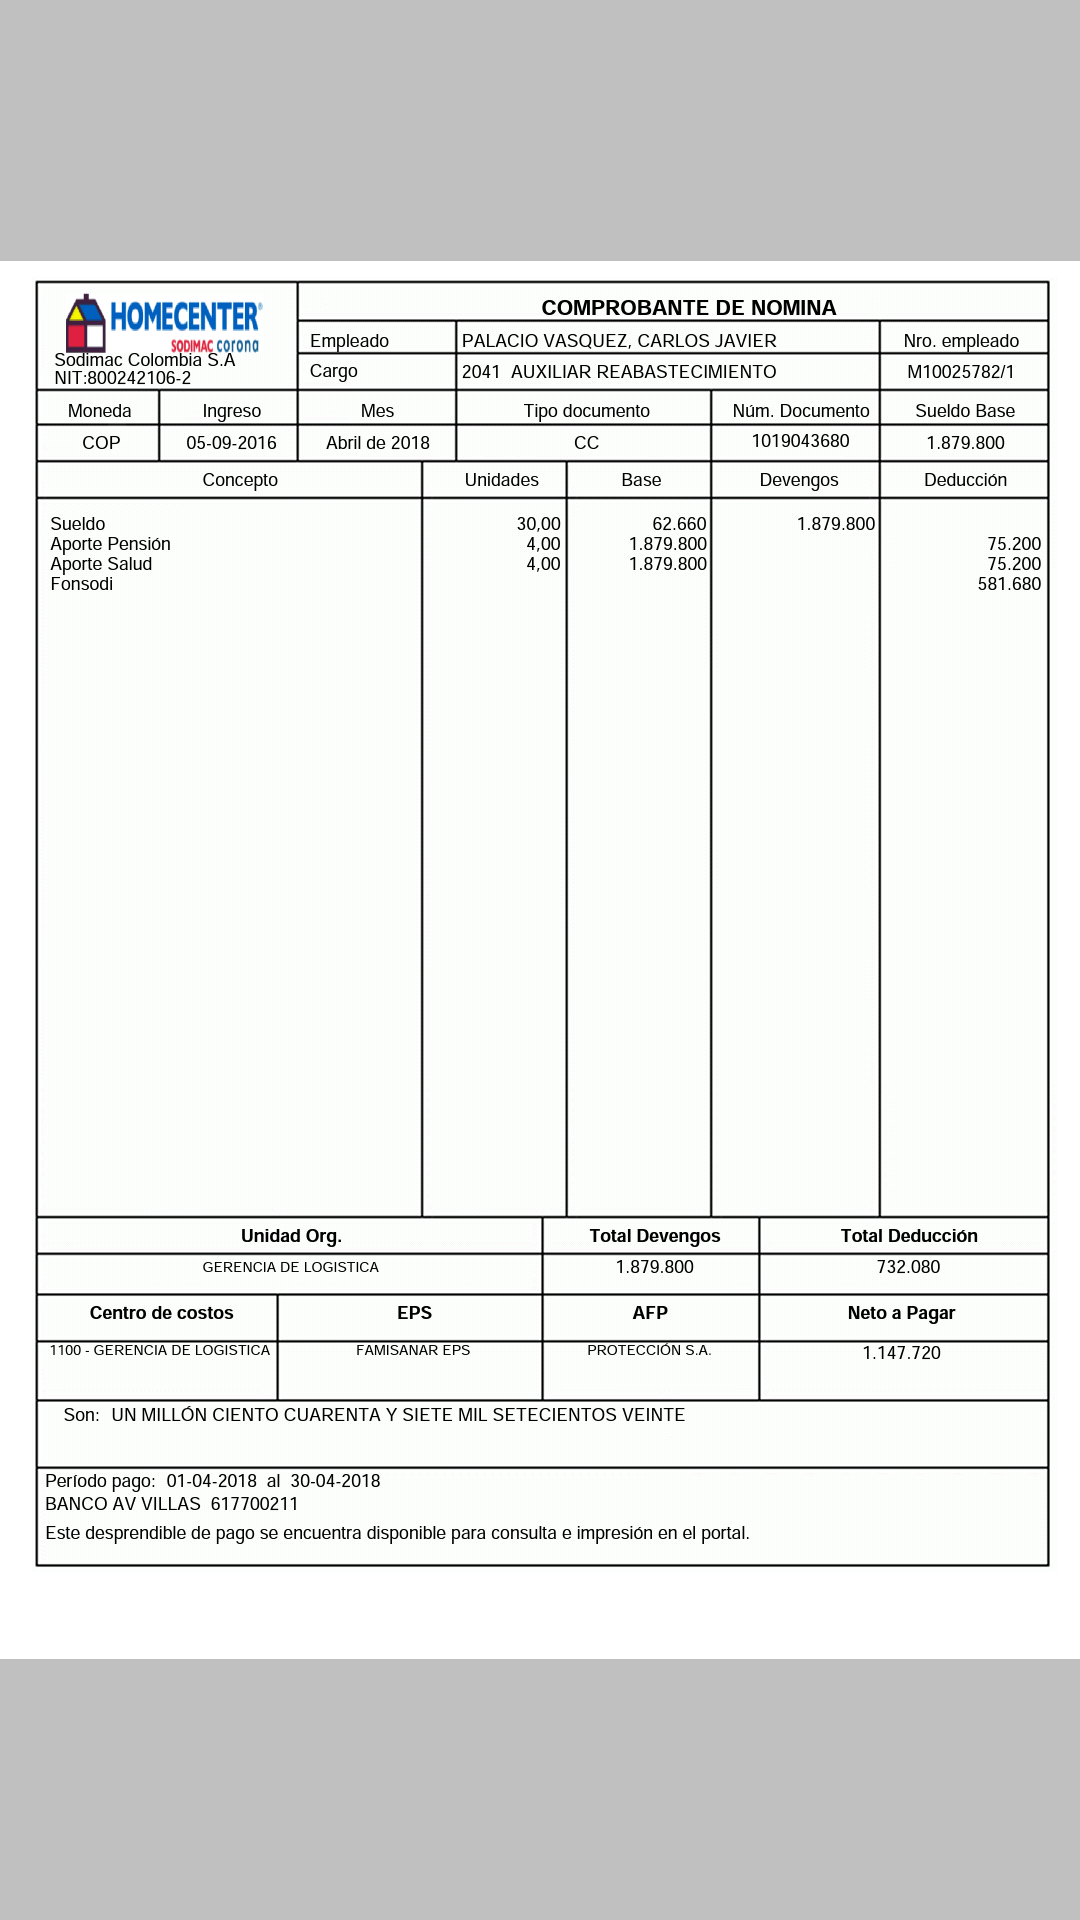 HOMECENTER
SODIMAC corona
Sodimac Colombia S.A
NIT:800242106-2
COMPROBANTE DE NOMINA
Empleado PALACIO VASQUEZ, CARLOS JAVIER Nro. empleado
Cargo 2041 AUXILIAR REABASTECIMIENTO M10025782/1
Moneda Ingreso Mes Tipo documento Núm. Documento Sueldo Base
COP 05-09-2016 Abril de 2018 CC 1019043680 1.879.800
Concepto Unidades Base Devengos Deducción
Sueldo 30,00 62.660 1.879.800
Aporte Pensión 4,00 1.879.800 75.200
Aporte Salud 4,00 1.879.800 75.200
Fonsodi 581.680
Unidad Org. Total Devengos Total Deducción
GERENCIA DE LOGISTICA 1.879.800 732.080
Centro de costos EPS AFP Neto a Pagar
1100 - GERENCIA DE LOGISTICA FAMISANAR EPS PROTECCIÓN S.A. 1.147.720
Son: UN MILLÓN CIENTO CUARENTA Y SIETE MIL SETECIENTOS VEINTE
Período pago: 01-04-2018 al 30-04-2018
BANCO AV VILLAS 617700211
Este desprendible de pago se encuentra disponible para consulta e impresión en el portal.